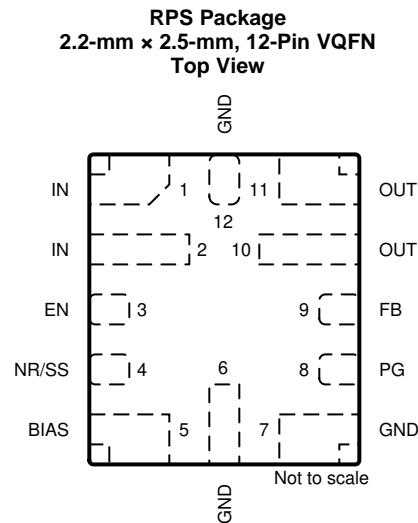 RPS Package
2.2-mm × 2.5-mm, 12-Pin VQFN
Top View
GND
IN 1 11 OUT
12
IN 2 10 OUT
EN 3 9 FB
NR/SS 4 6 8 PG
BIAS 5 7 GND
Not to scale
GND